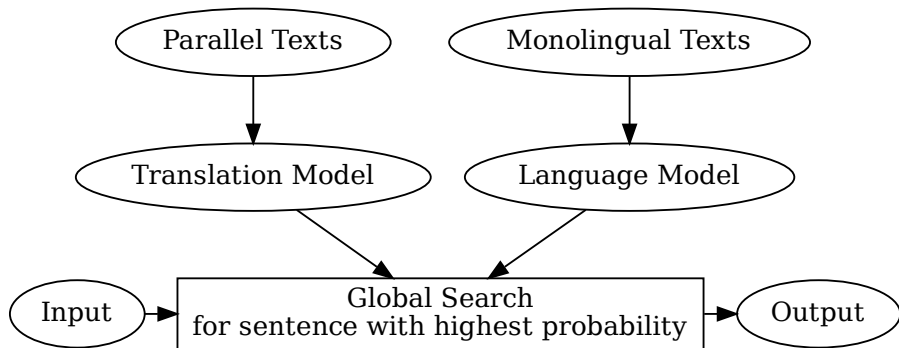 Parallel Texts
Monolingual Texts
Translation Model
Language Model
Input
Global Search
for sentence with highest probability
Output